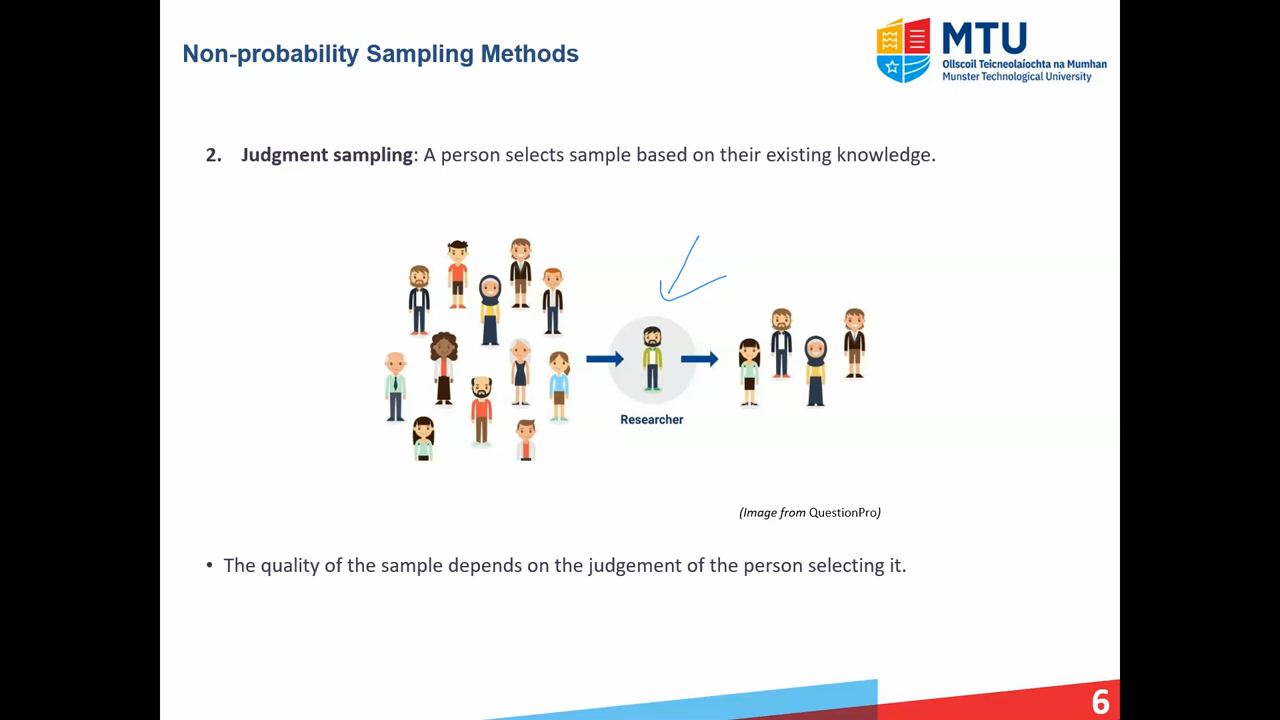 Non-probability Sampling Methods
MTU
Ollscoil Teicneolaíochta na Mumhan
Munster Technological University
2. Judgment sampling: A person selects sample based on their existing knowledge.
Researcher
(Image from QuestionPro)
• The quality of the sample depends on the judgement of the person selecting it.
6